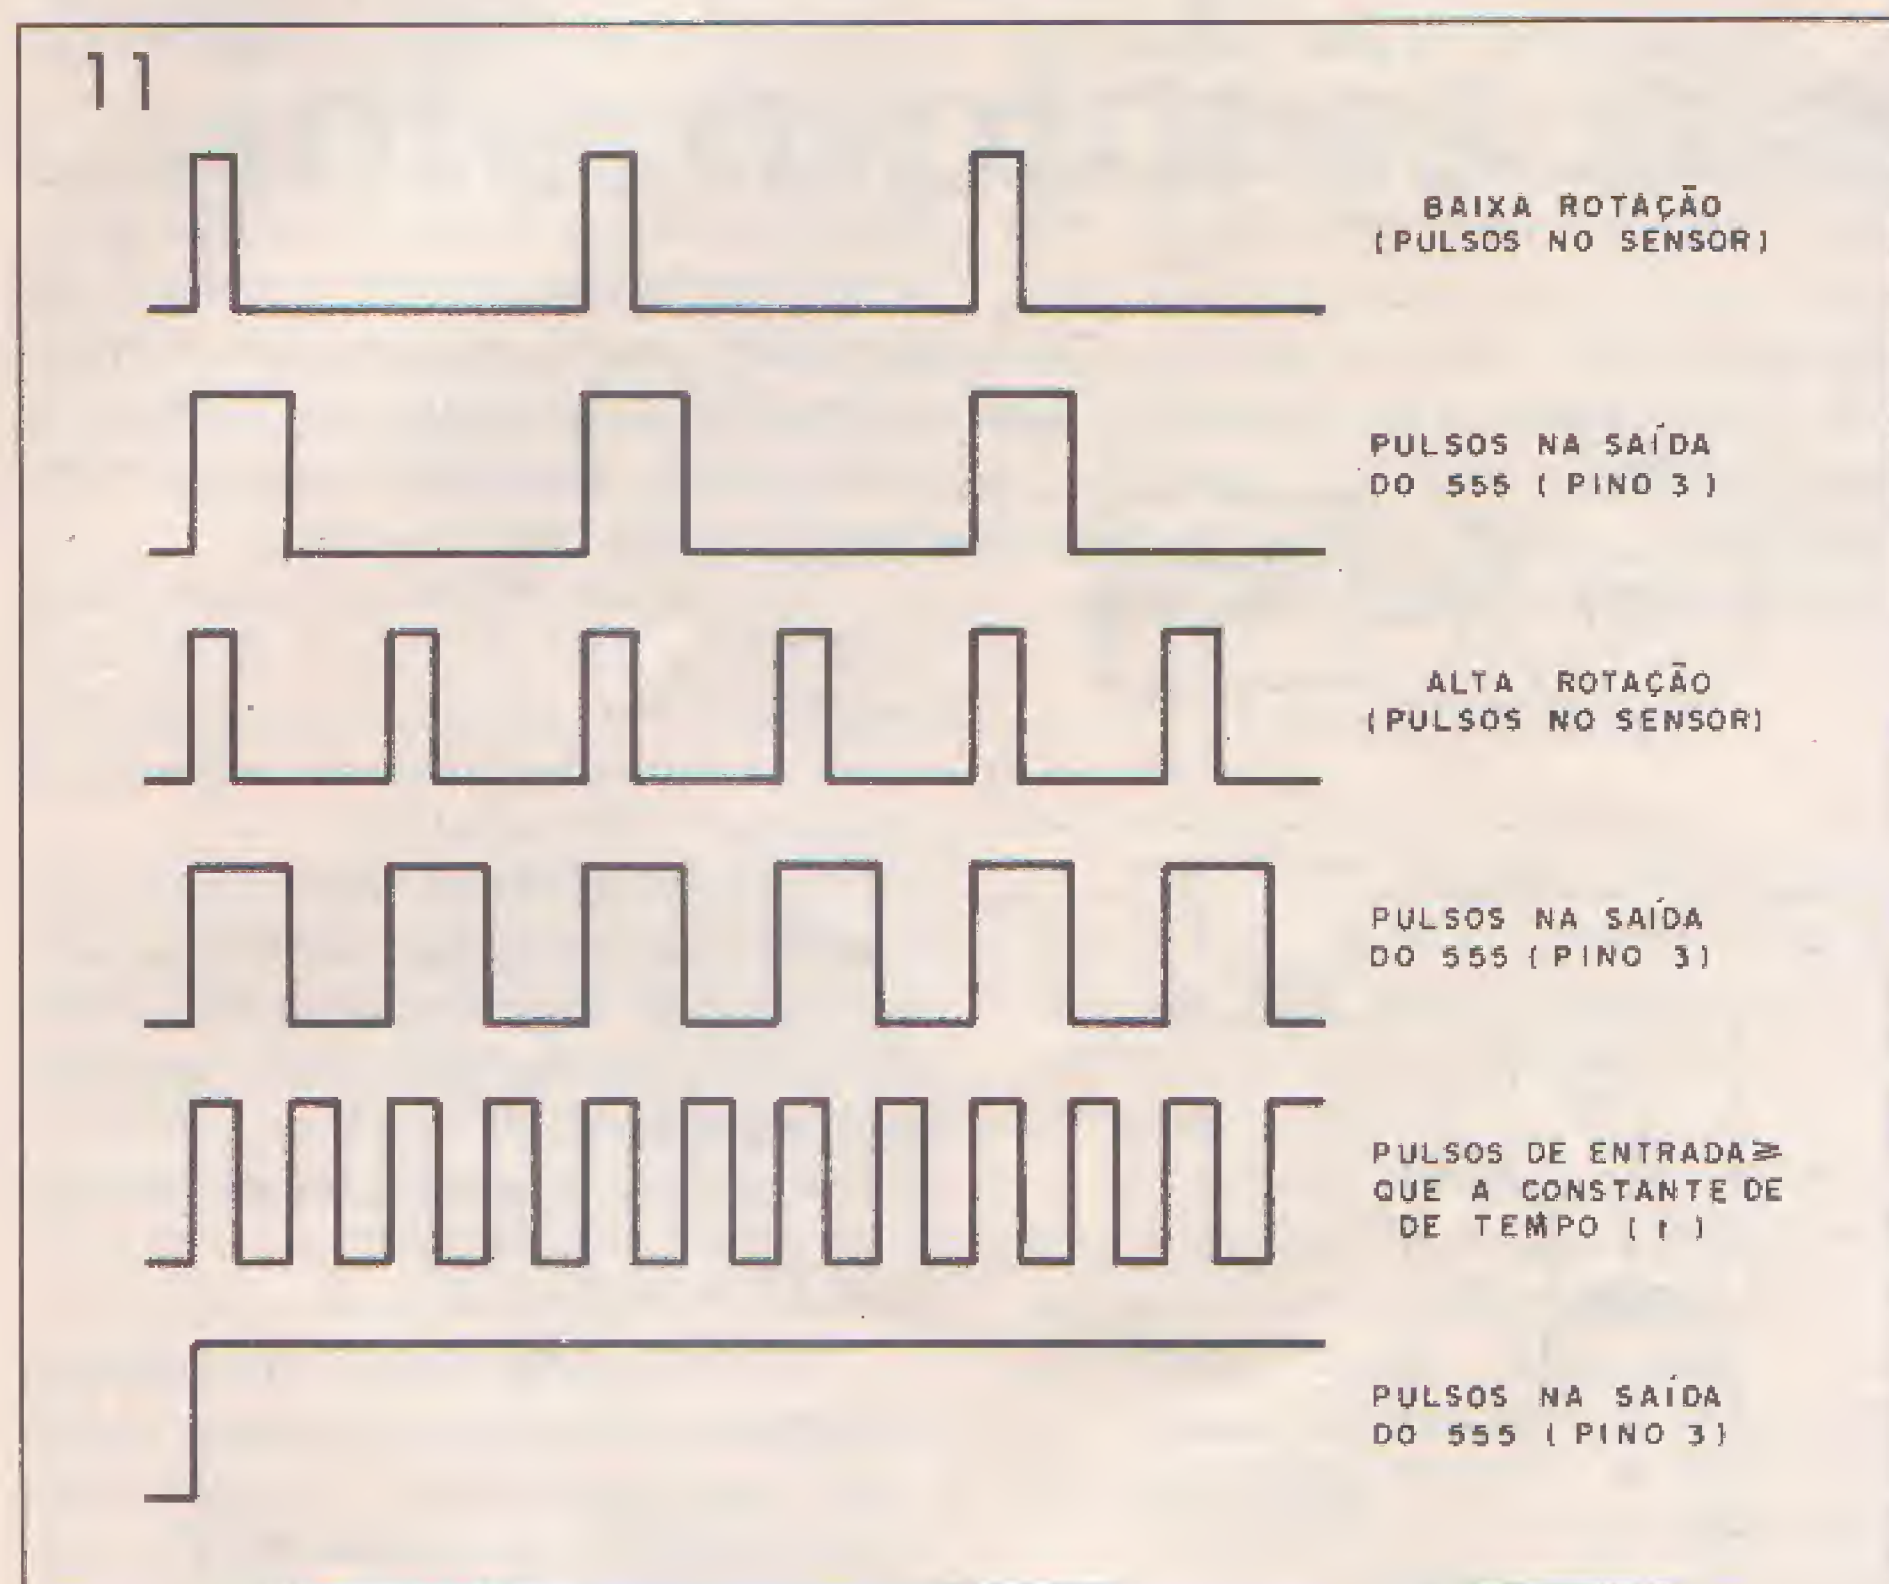 11
BAIXA ROTAÇÃO
(PULSOS NO SENSOR)
PULSOS NA SAÍDA
DO 555 (PINO 3)
ALTA ROTAÇÃO
(PULSOS NO SENSOR)
PULSOS NA SAÍDA
DO 555 (PINO 3)
PULSOS DE ENTRADA ≥
QUE A CONSTANTE DE
DE TEMPO (t)
PULSOS NA SAÍDA
DO 555 (PINO 3)